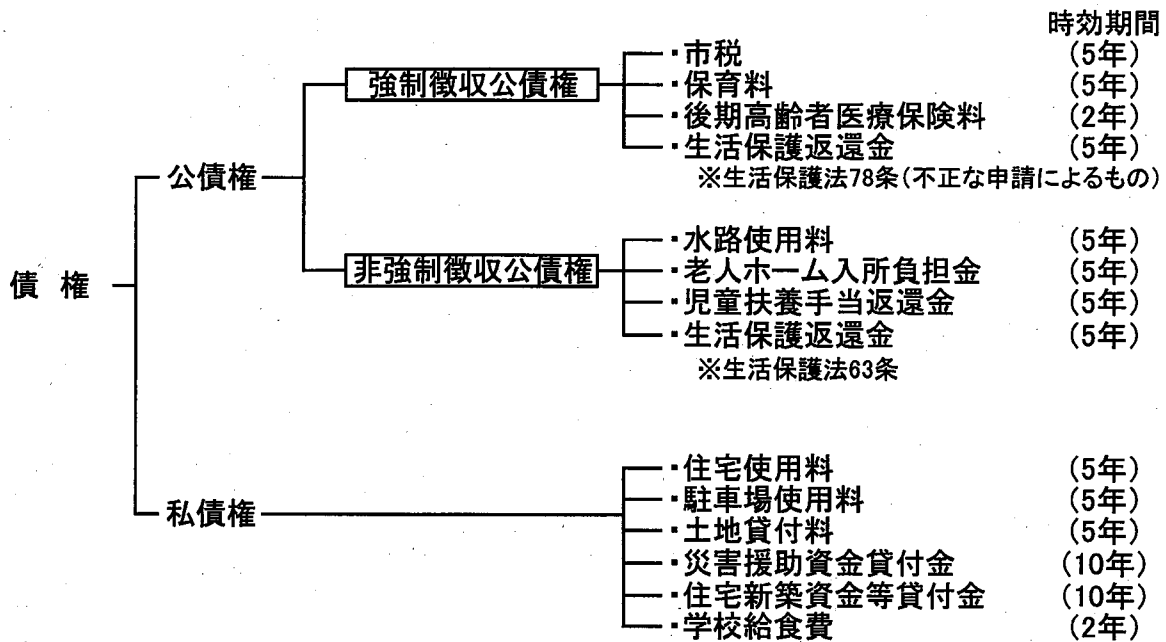 時効期間
・市税 (5年)
強制徴収公債権 ・保育料 (5年)
・後期高齢者医療保険料 (2年)
・生活保護返還金 (5年)
※生活保護法78条(不正な申請によるもの)
公債権
・水路使用料 (5年)
非強制徴収公債権 ・老人ホーム入所負担金 (5年)
債権
・児童扶養手当返還金 (5年)
・生活保護返還金 (5年)
※生活保護法63条
・住宅使用料 (5年)
・駐車場使用料 (5年)
私債権
・土地貸付料 (5年)
・災害援助資金貸付金 (10年)
・住宅新築資金等貸付金 (10年)
・学校給食費 (2年)